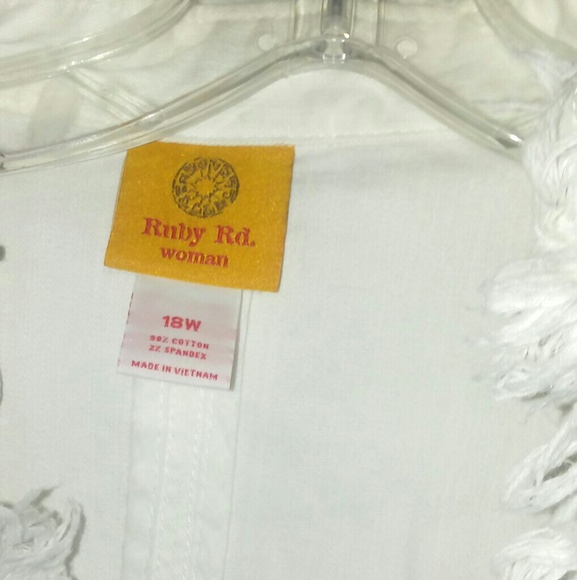 Ruby Rd.
woman
18W
98% COTTON
2% SPANDEX
MADE IN VIETNAM